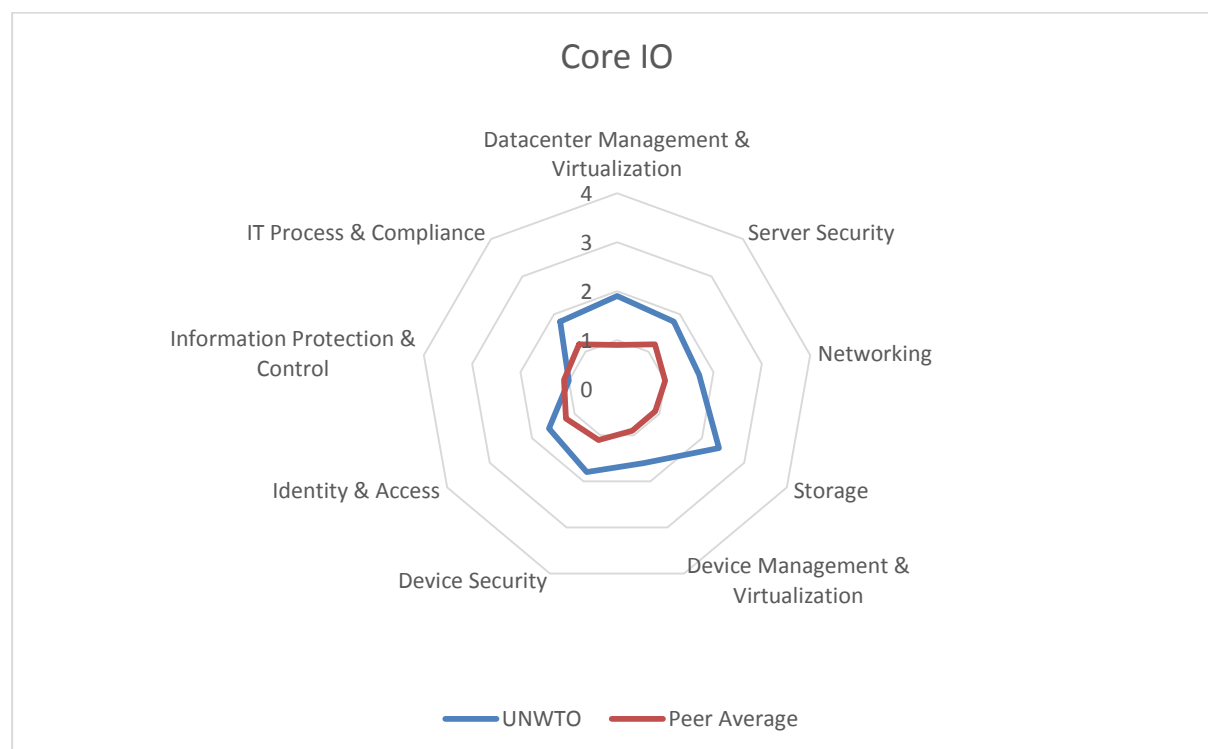 Core IO
Datacenter Management &
Virtualization
4
3
2
1
0
Server Security
Networking
Storage
Device Management &
Virtualization
Device Security
Identity & Access
Information Protection &
Control
IT Process & Compliance
UNWTO
Peer Average